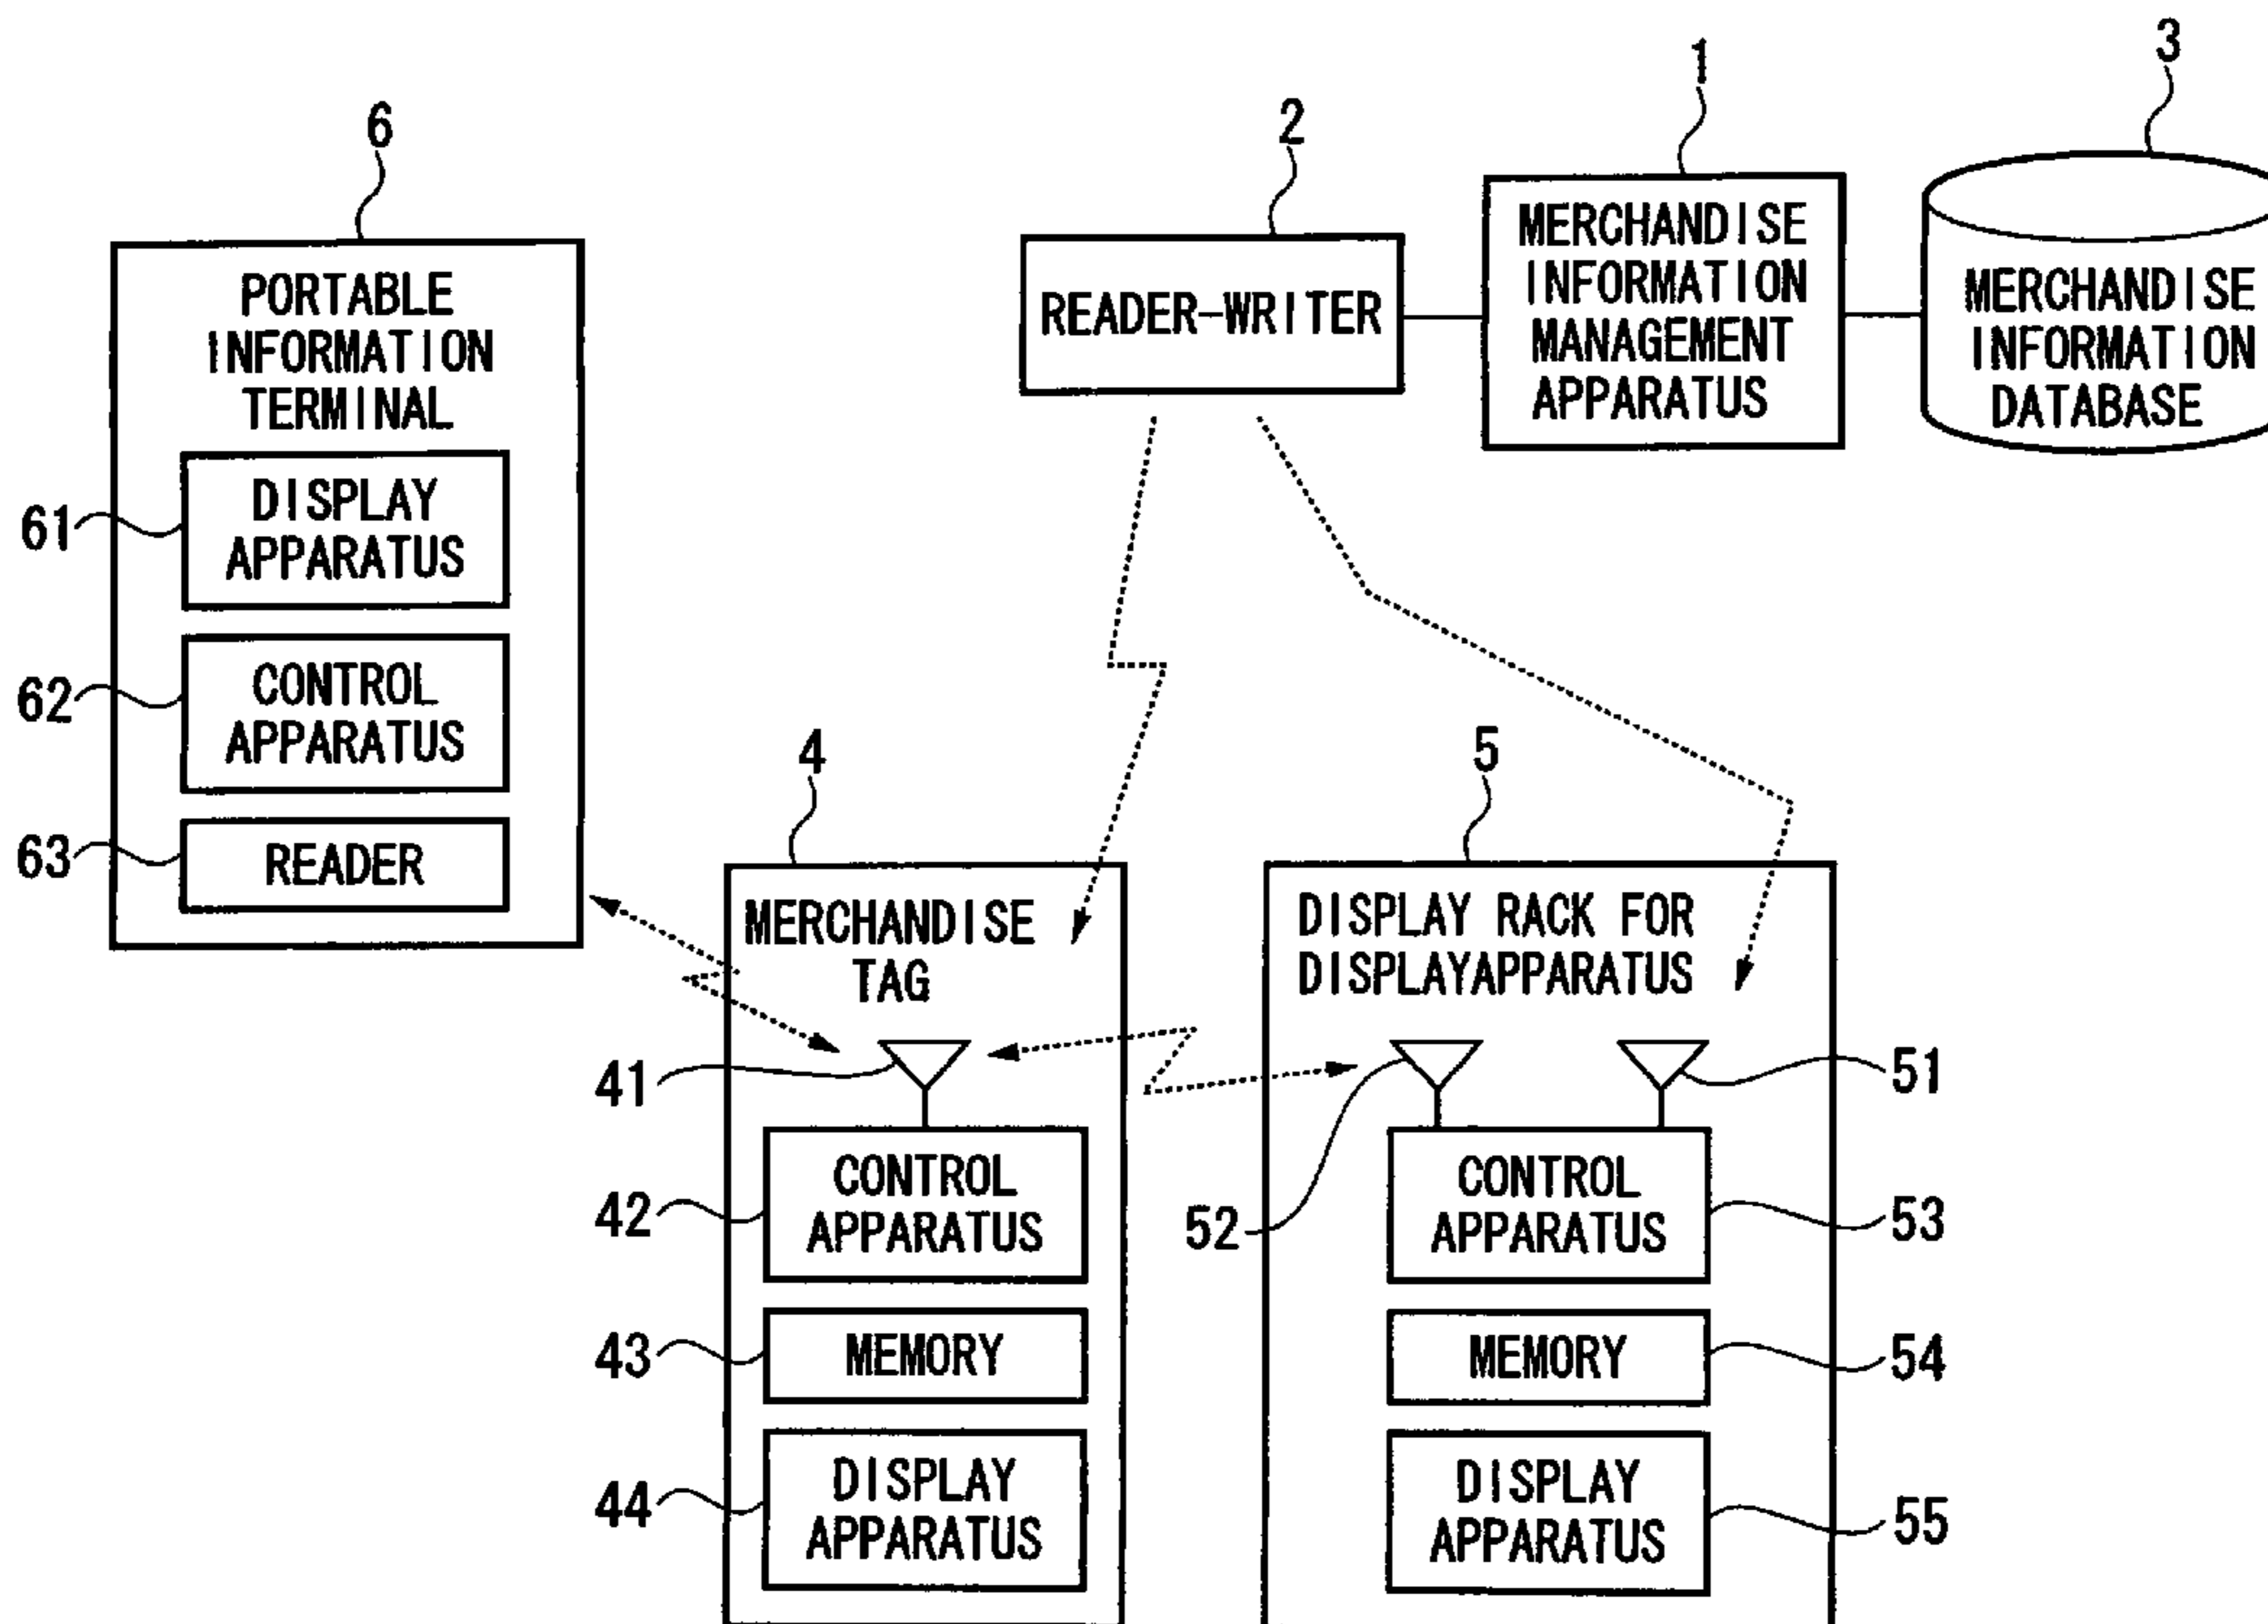 6
PORTABLE
INFORMATION
TERMINAL
61
DISPLAY
APPARATUS
62
CONTROL
APPARATUS
63
READER
2
READER-WRITER
1
MERCHANDISE
INFORMATION
MANAGEMENT
APPARATUS
3
MERCHANDISE
INFORMATION
DATABASE
4
MERCHANDISE
TAG
41
42
CONTROL
APPARATUS
43
MEMORY
44
DISPLAY
APPARATUS
5
DISPLAY RACK FOR
DISPLAYAPPARATUS
52
51
CONTROL
APPARATUS
53
MEMORY
54
DISPLAY
APPARATUS
55